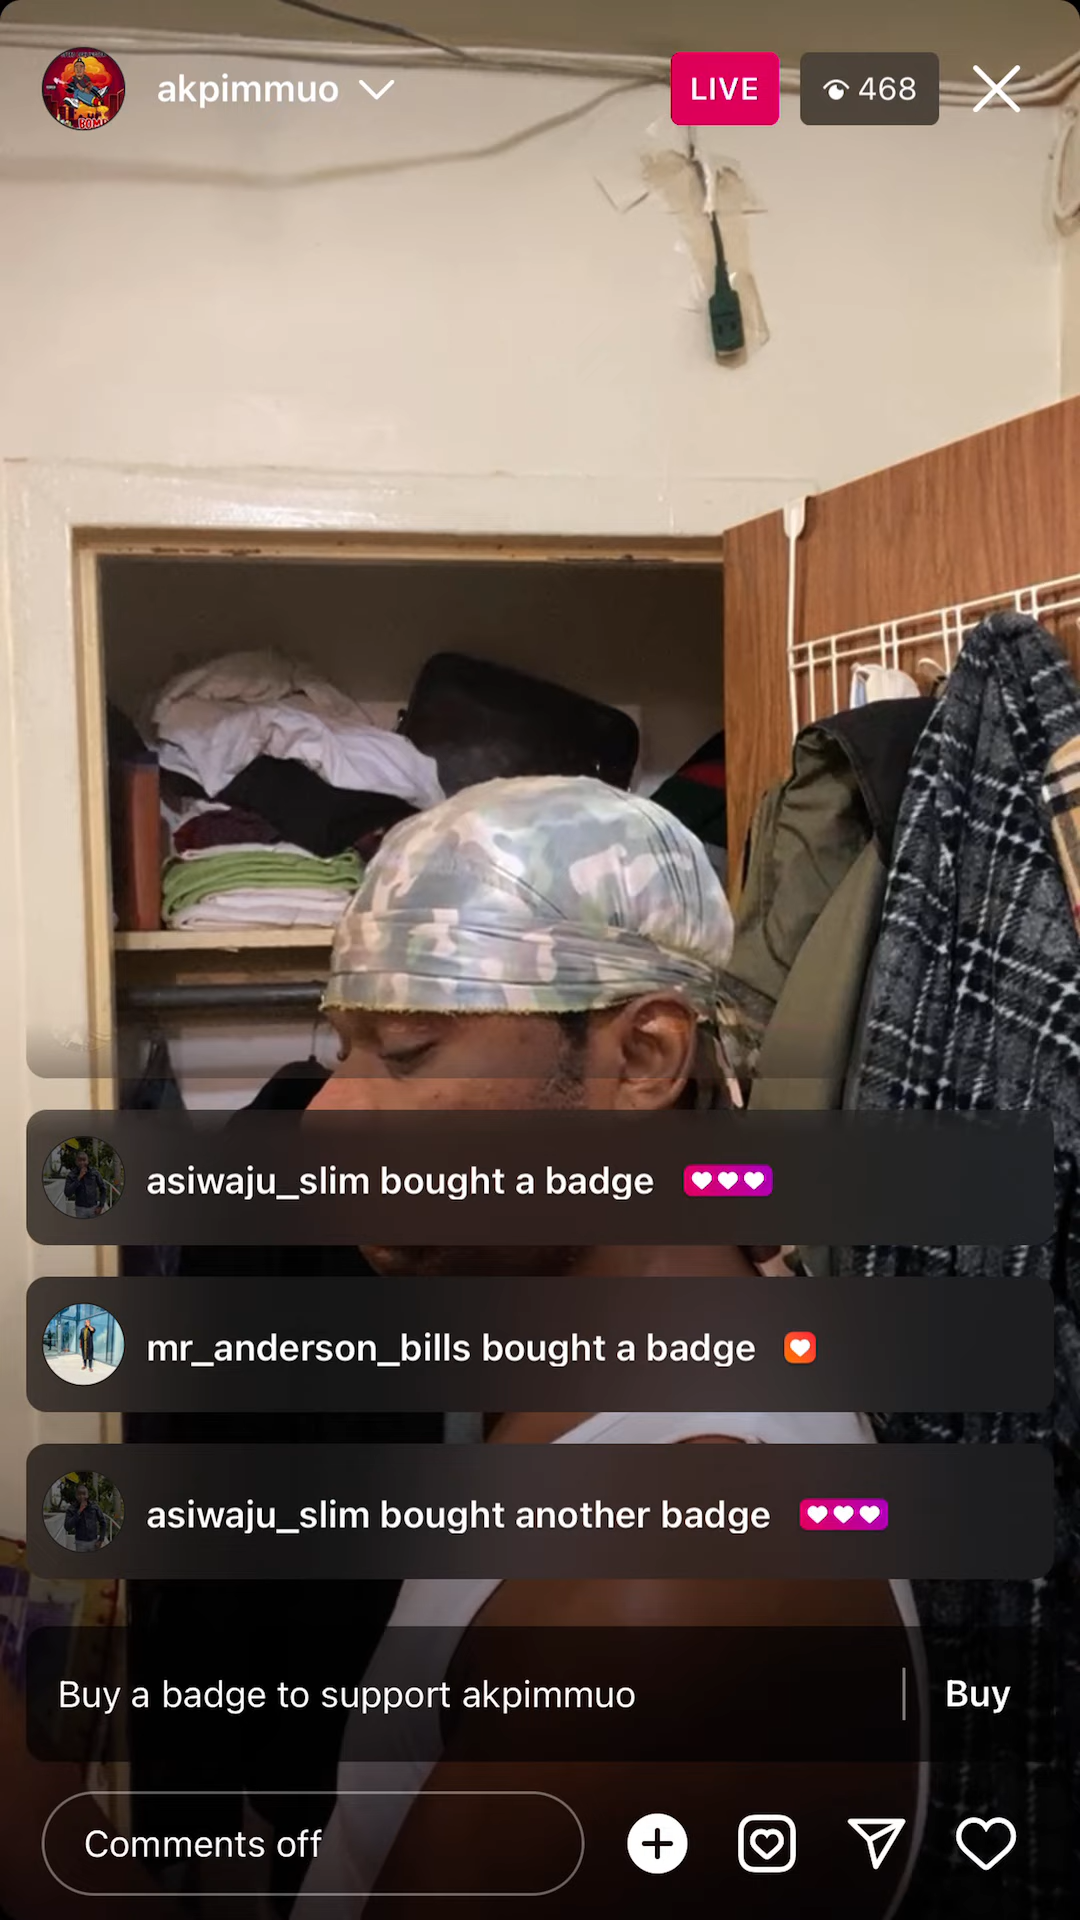 akpimmuo
LIVE
468
asiwaju_slim bought a badge
mr_anderson_bills bought a badge
asiwaju_slim bought another badge
Buy a badge to support akpimmuo
Buy
Comments off
BOMB